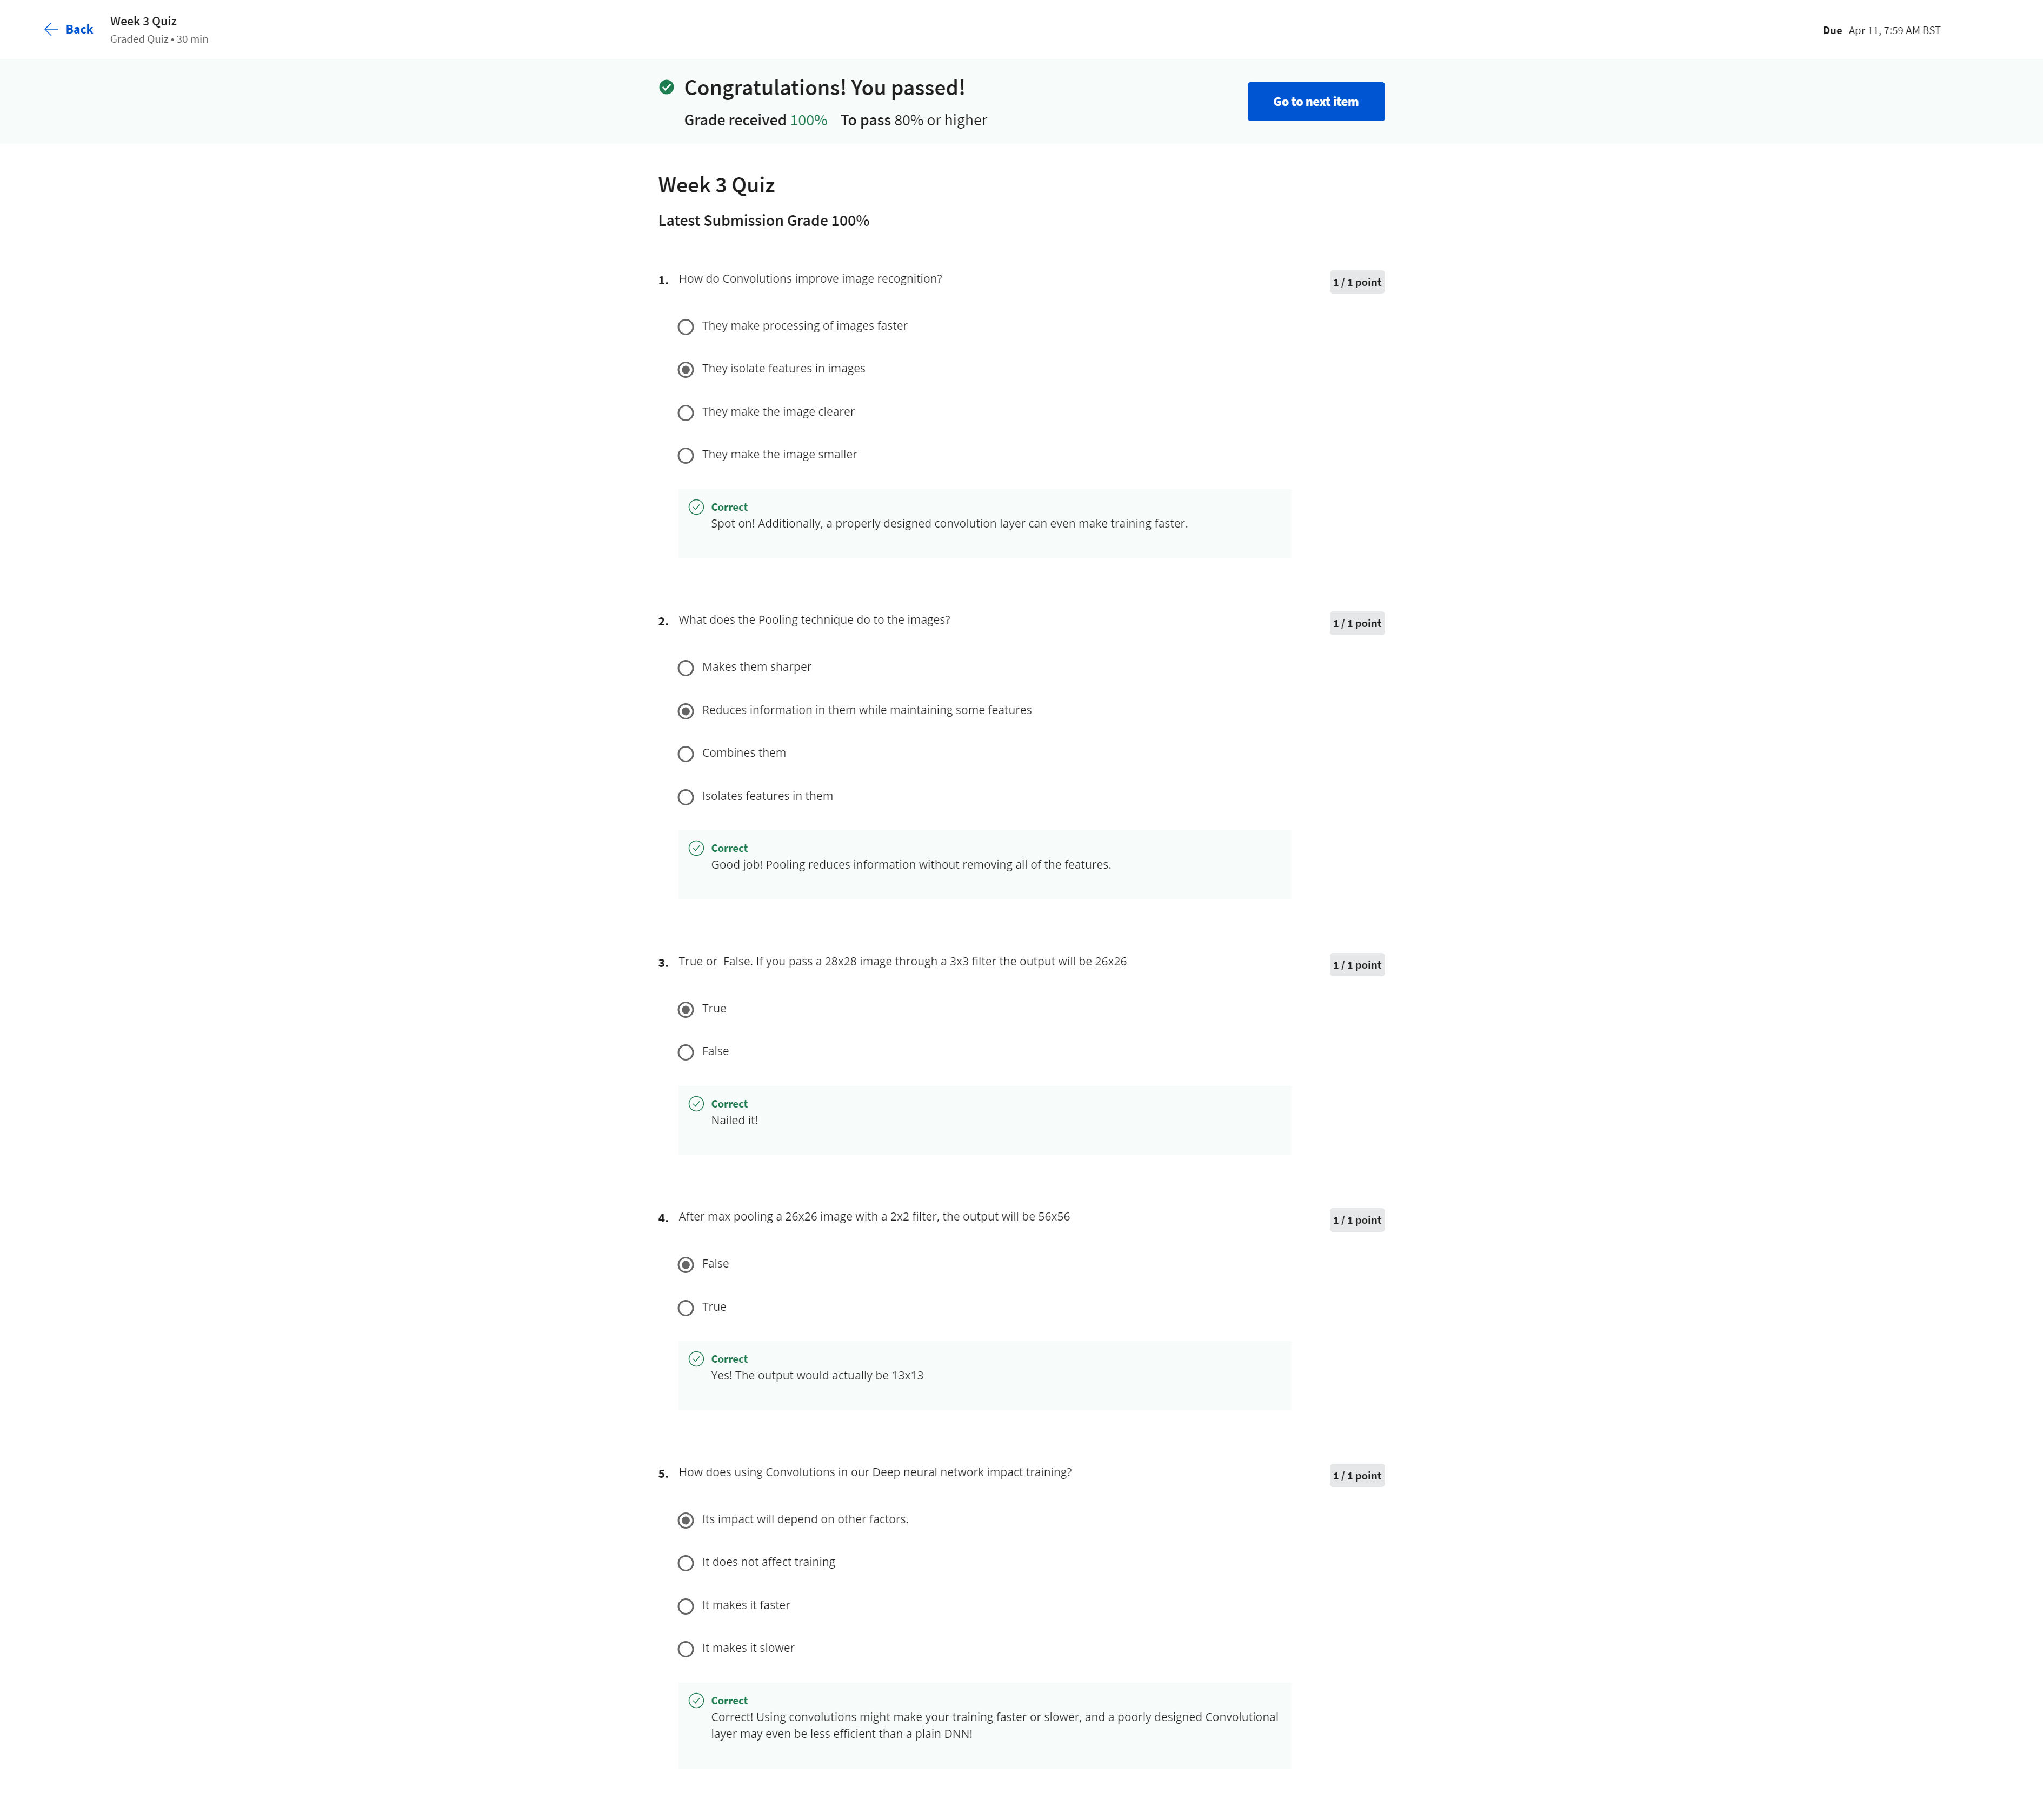 Back
Week 3 Quiz
Graded Quiz • 30 min
Due Apr 11, 7:59 AM BST
Congratulations! You passed!
Grade received 100% To pass 80% or higher
Go to next item
Week 3 Quiz
Latest Submission Grade 100%
1. How do Convolutions improve image recognition?
1 / 1 point
They make processing of images faster
They isolate features in images
They make the image clearer
They make the image smaller
Correct
Spot on! Additionally, a properly designed convolution layer can even make training faster.
2. What does the Pooling technique do to the images?
1 / 1 point
Makes them sharper
Reduces information in them while maintaining some features
Combines them
Isolates features in them
Correct
Good job! Pooling reduces information without removing all of the features.
3. True or False. If you pass a 28x28 image through a 3x3 filter the output will be 26x26
1 / 1 point
True
False
Correct
Nailed it!
4. After max pooling a 26x26 image with a 2x2 filter, the output will be 56x56
1 / 1 point
False
True
Correct
Yes! The output would actually be 13x13
5. How does using Convolutions in our Deep neural network impact training?
1 / 1 point
Its impact will depend on other factors.
It does not affect training
It makes it faster
It makes it slower
Correct
Correct! Using convolutions might make your training faster or slower, and a poorly designed Convolutional
layer may even be less efficient than a plain DNN!